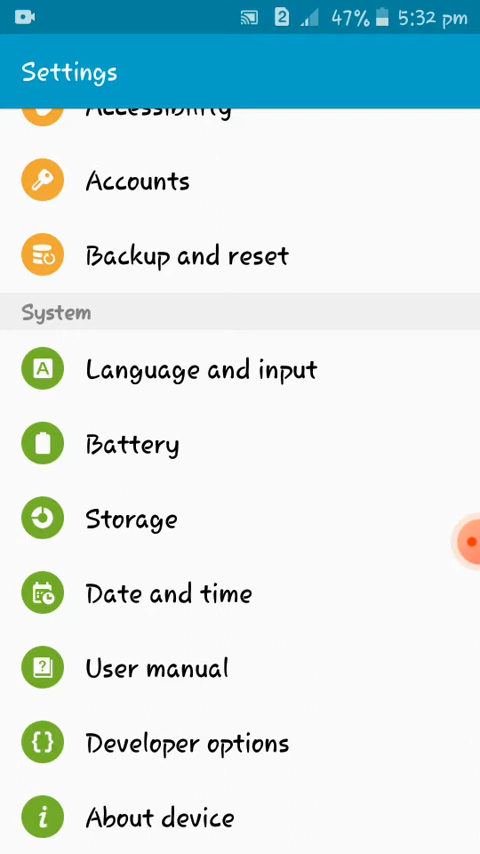 2 47% 5:32 pm
Settings
Accessibility
Accounts
Backup and reset
System
A Language and input
Battery
Storage
Date and time
? User manual
{} Developer options
i About device